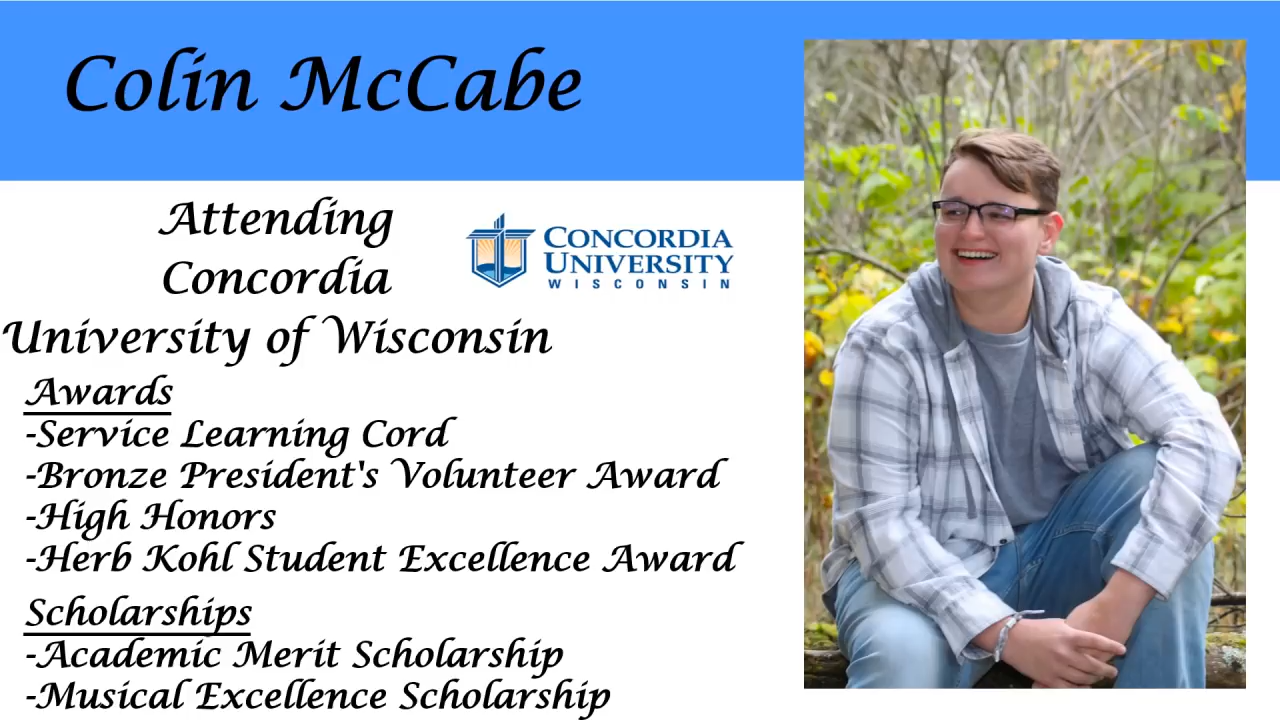 Colin McCabe
Attending
Concordia
University of Wisconsin
CONCORDIA
UNIVERSITY
WISCONSIN
Awards
-Service Learning Cord
-Bronze President's Volunteer Award
-High Honors
-Herb Kohl Student Excellence Award
Scholarships
-Academic Merit Scholarship
-Musical Excellence Scholarship